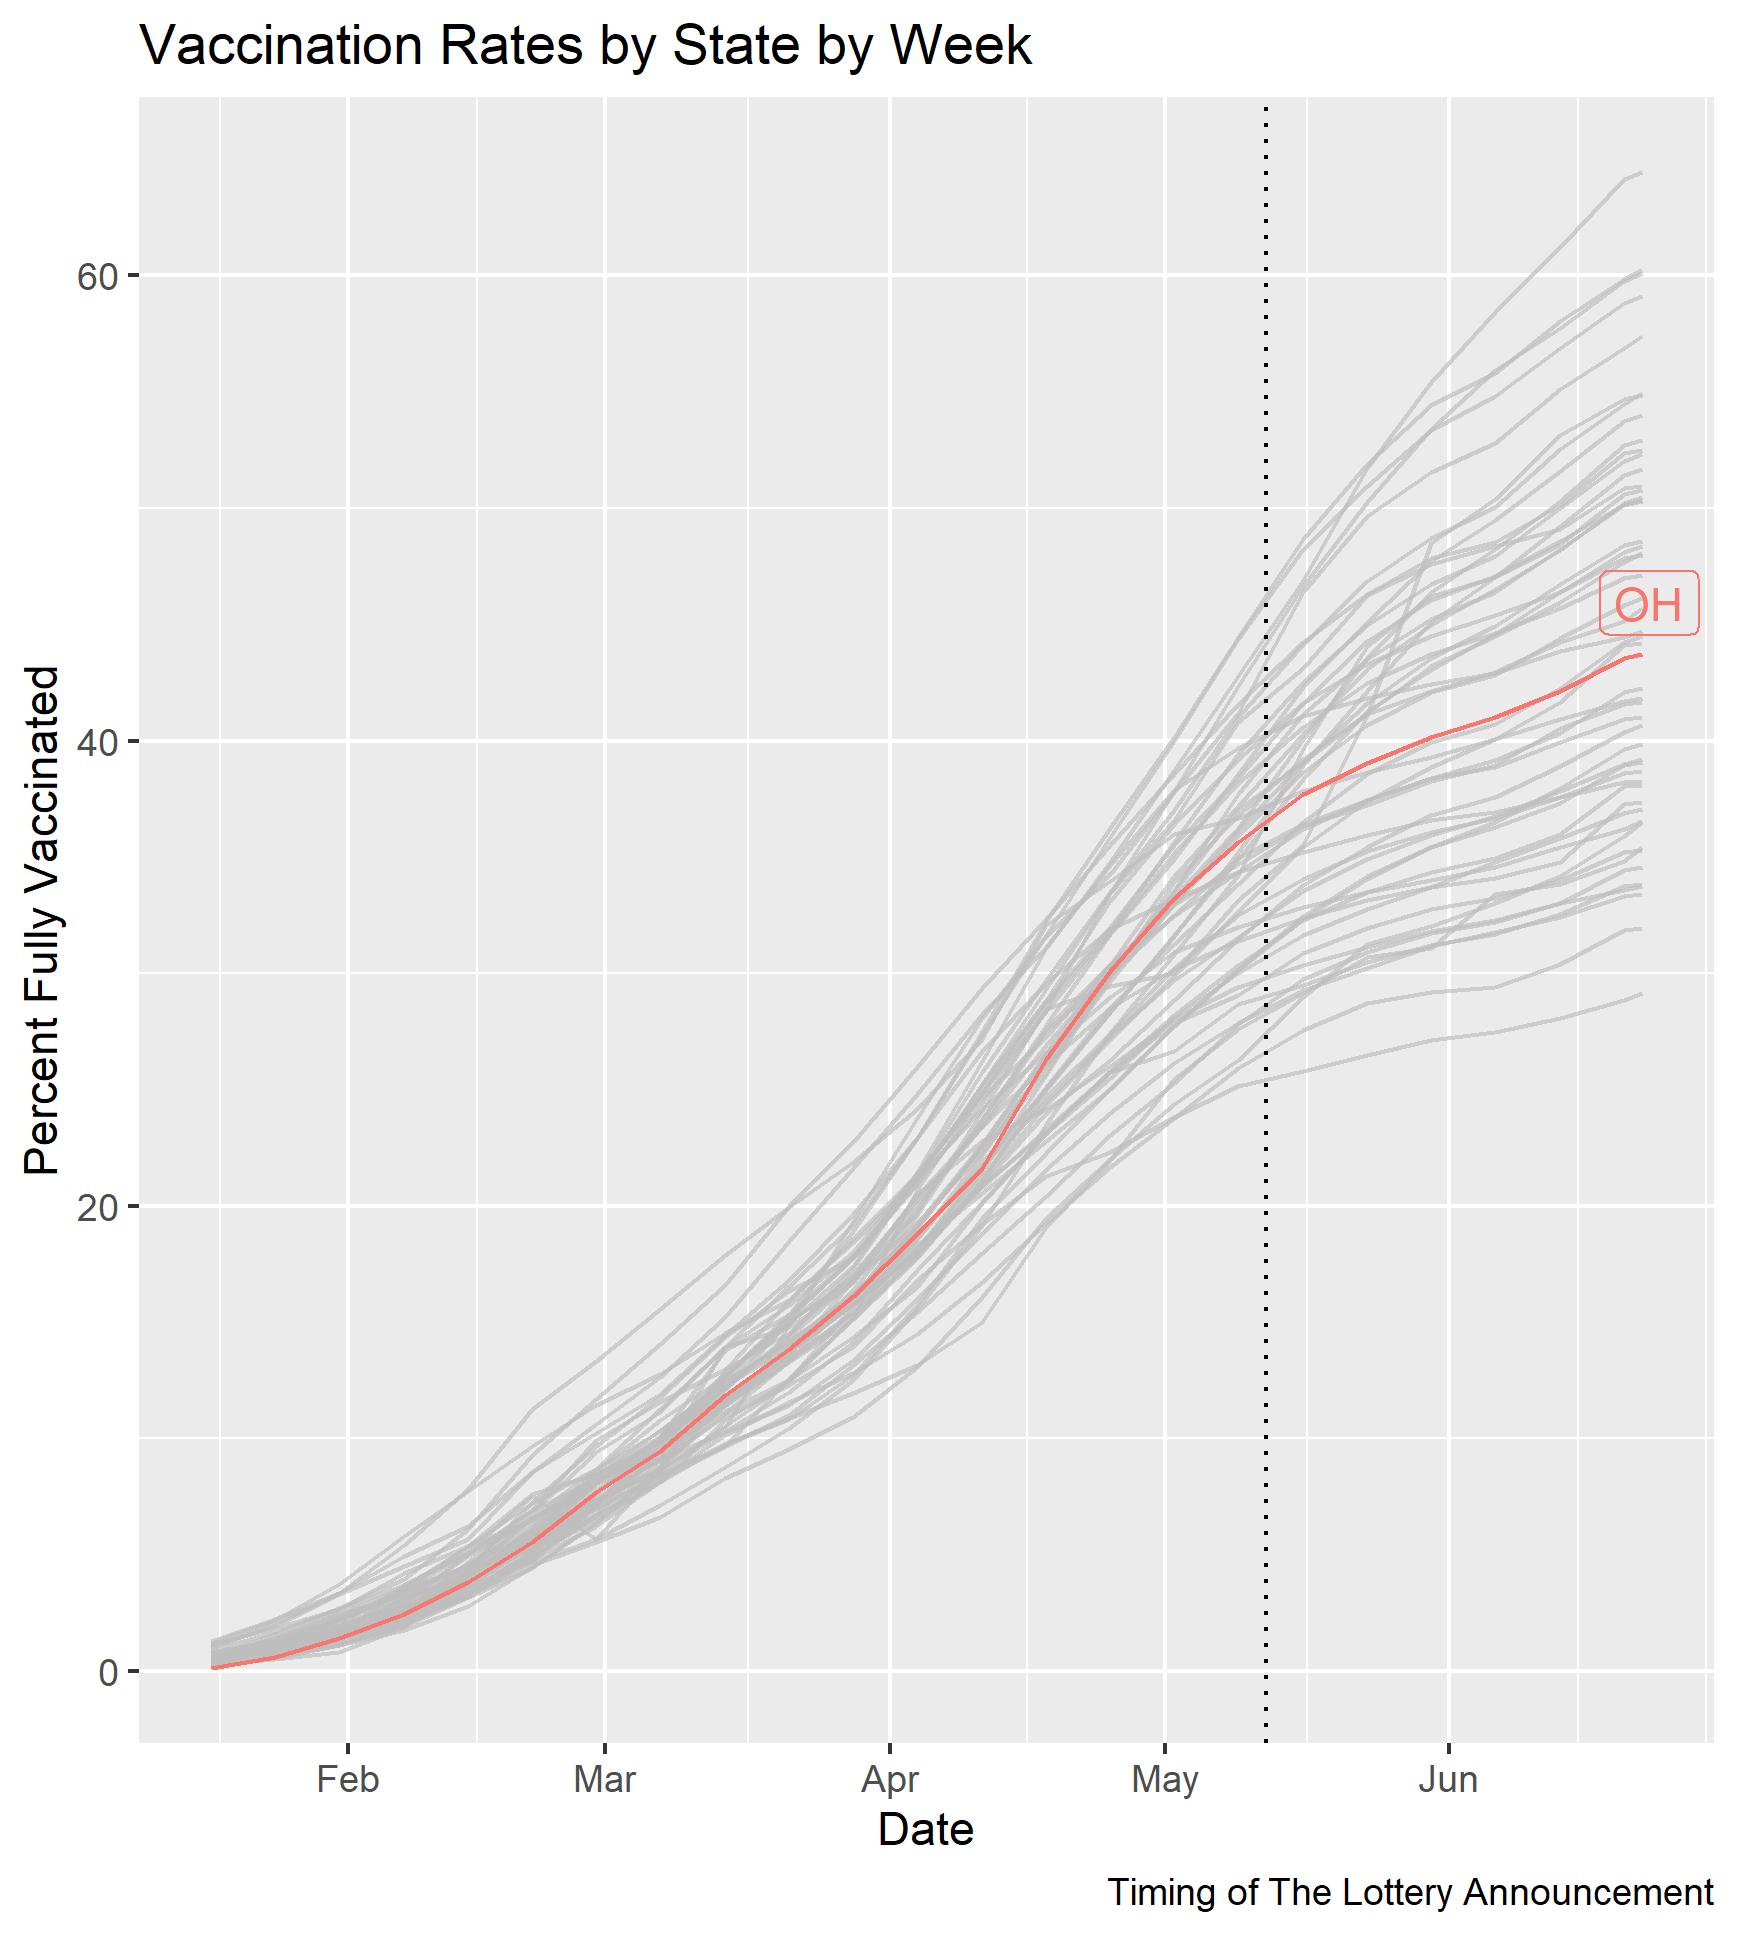 Vaccination Rates by State by Week
Percent Fully Vaccinated
60
40
20
0
OH
Feb Mar Apr May Jun
Date
Timing of The Lottery Announcement